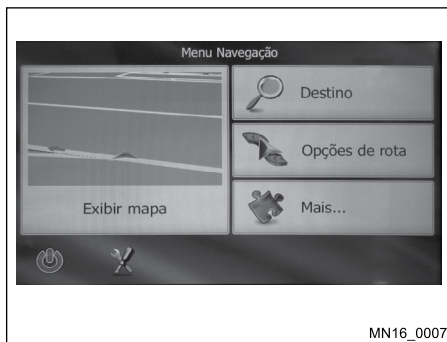 Menu Navegação
Destino
Opções de rota
Exibir mapa
Mais...
MN16_0007